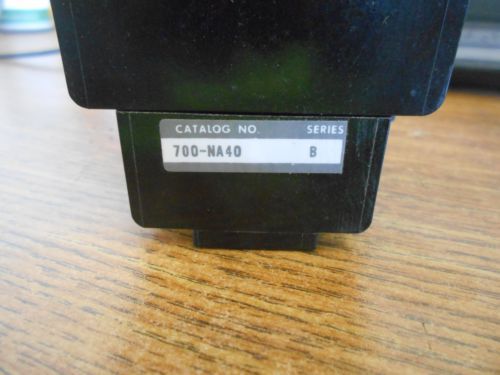 CATALOG NO. SERIES
700-NA40 B